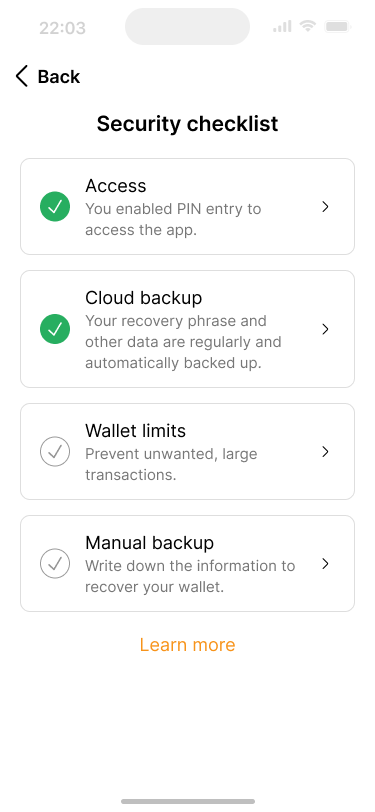 22:03
Back
Security checklist
Access
You enabled PIN entry to
access the app.
Cloud backup
Your recovery phrase and
other data are regularly and
automatically backed up.
Wallet limits
Prevent unwanted, large
transactions.
Manual backup
Write down the information to
recover your wallet.
Learn more